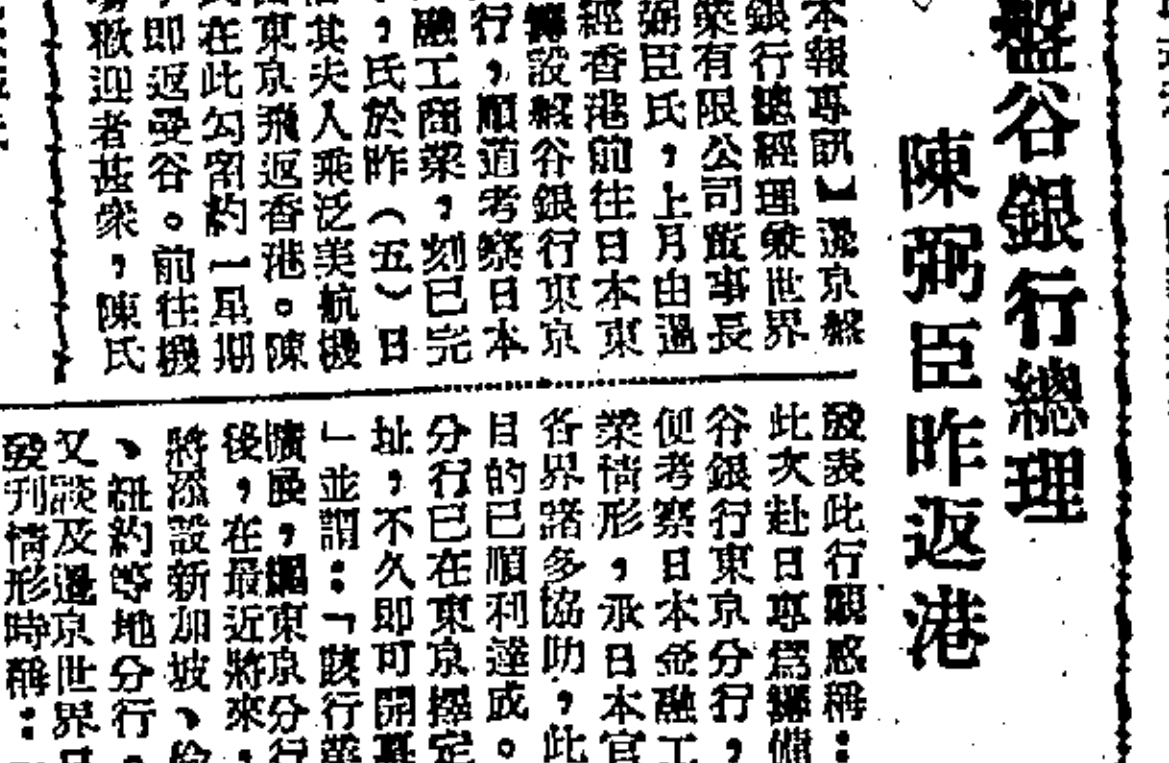 盤谷銀行總理
陳弼臣昨返港
本報專訊】暹京盤
銀行總經理兼世界
業有限公司董事長
弼臣氏，上月由暹
經香港前往日本東
籌設盤谷銀行東京
行，順道考察日本
融工商業，刻已完
，氏於昨（五）日
其夫人乘泛美航機
東京飛返香港。陳
在此勾留約一星期
即返曼谷。前往機
歡迎者甚衆，陳氏
發表此行觀感稱：
此次赴日專爲籌備
谷銀行東京分行，
便考察日本金融工
業情形，承日本官
各界諸多協助，此
目的已順利達成。
分行已在東京擇定
址，不久即可開幕
」並謂：「該行業
擴展，繼東京分行
後，在最近將來，
將添設新加坡、倫
、紐約等地分行。
又談及暹京世界日
發刊情形時稱：